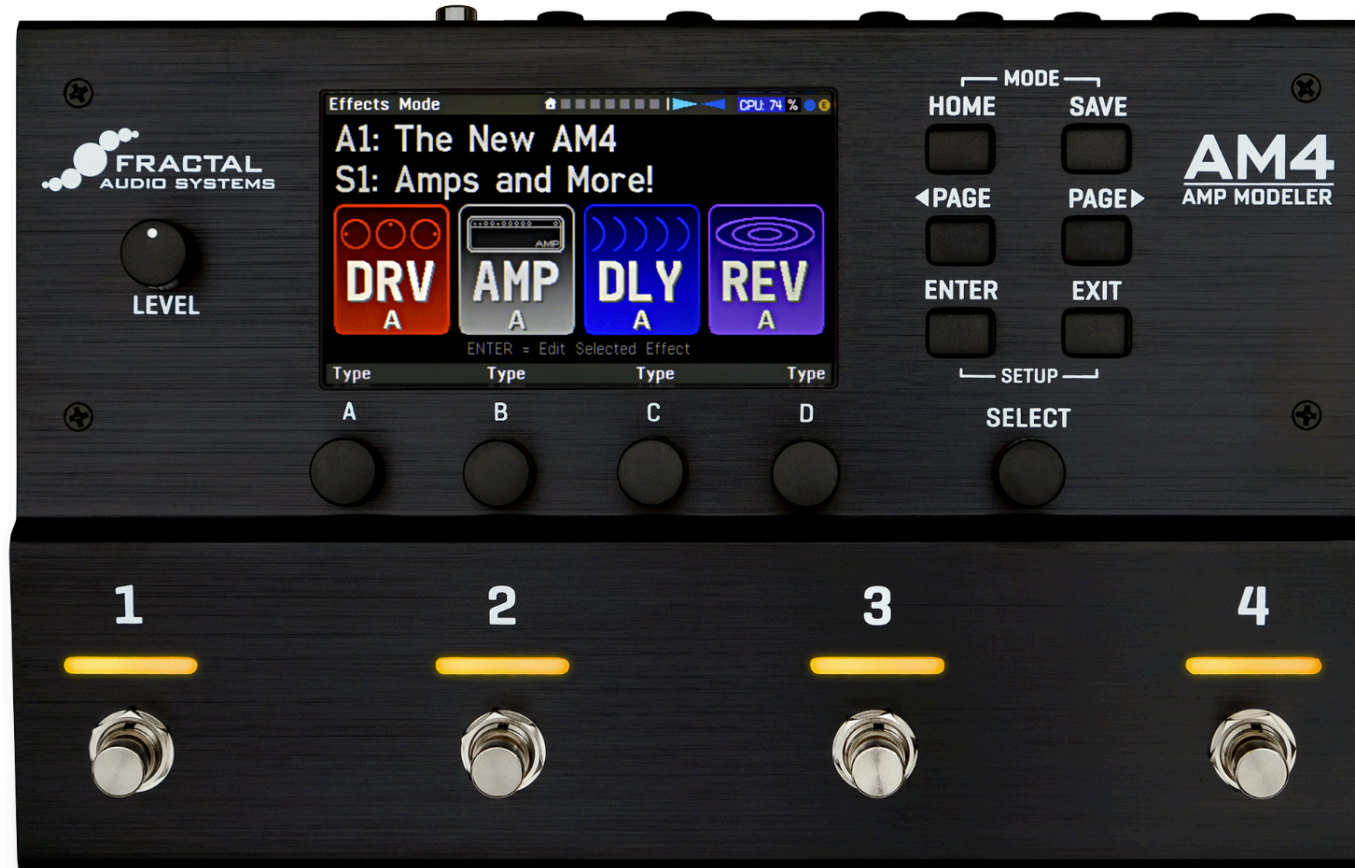 Effects Mode
CPU: 74 %
E
A1: The New AM4
S1: Amps and More!
DRV
A
AMP
AMP
A
DLY
A
REV
A
ENTER = Edit Selected Effect
Type Type Type Type
A B C D
FRACTAL
AUDIO SYSTEMS
LEVEL
MODE
HOME SAVE
PAGE PAGE
ENTER EXIT
SETUP
SELECT
AM4
AMP MODELER
1 2 3 4